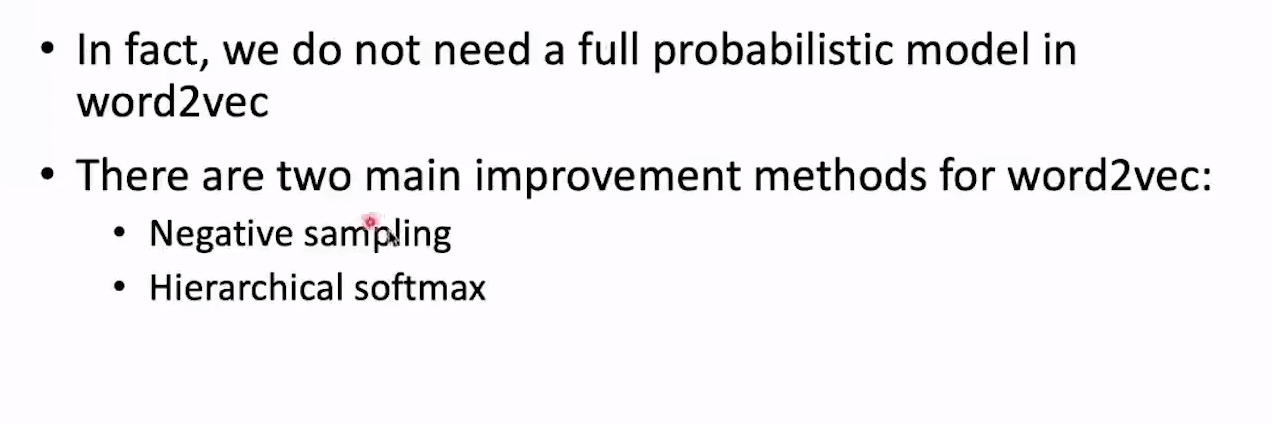 • In fact, we do not need a full probabilistic model in
word2vec
• There are two main improvement methods for word2vec:
• Negative sampling
• Hierarchical softmax